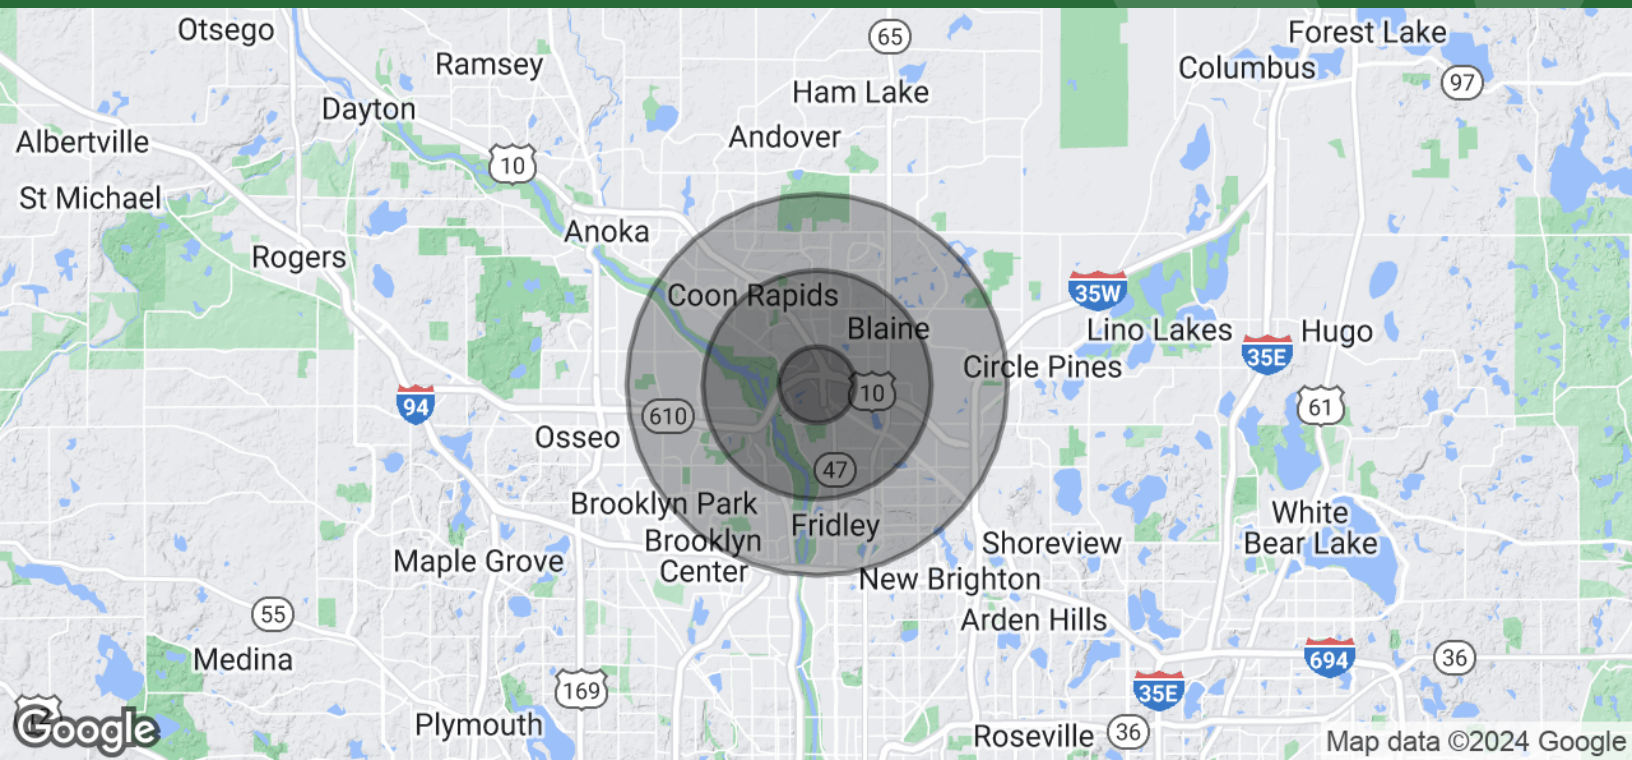 Otsego
65
Forest Lake
Ramsey
Columbus
97
Ham Lake
Dayton
Andover
Albertville
10
St Michael
Anoka
Rogers
35W
Coon Rapids
Blaine
Lino Lakes
Hugo
35E
Circle Pines
10
94
61
610
Osseo
47
Brooklyn Park
Fridley
White
Bear Lake
Brooklyn
Center
Shoreview
Maple Grove
New Brighton
55
Arden Hills
Medina
694
36
169
35E
12
Google
Plymouth
Roseville
36
Map data ©2024 Google